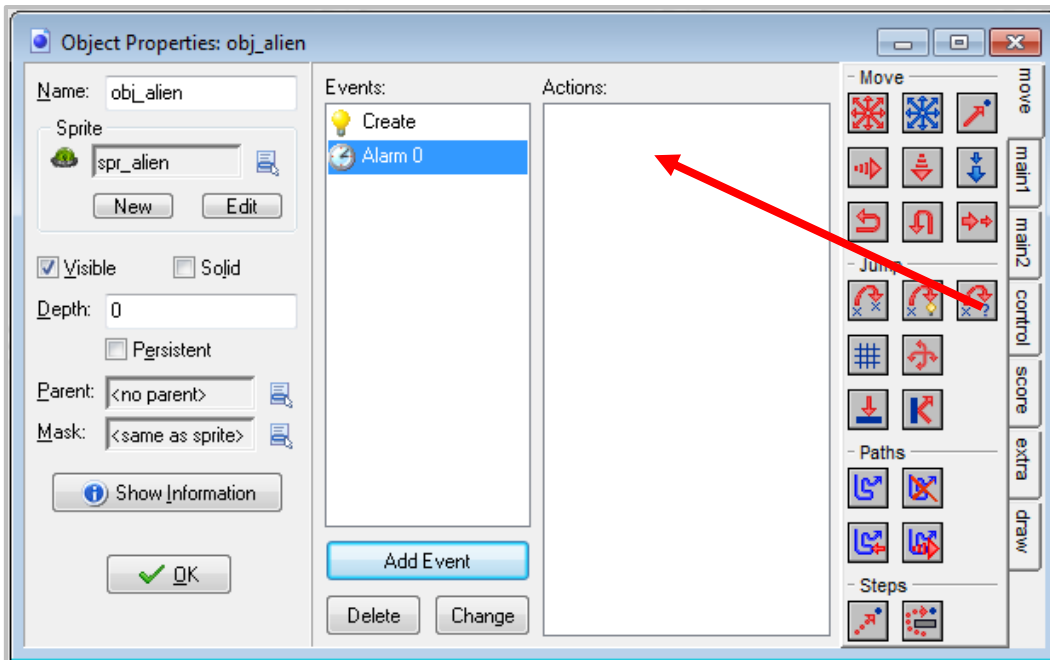 Object Properties: obj_alien
Name: obj_alien
Sprite
spr_alien
New Edit
Visible Solid
Depth: 0
Persistent
Parent: <no parent>
Mask: <same as sprite>
Show Information
OK
Events:
Create
Alarm 0
Add Event
Delete Change
Actions:
Move
Jump
Paths
Steps
move
main1
main2
control
score
extra
draw